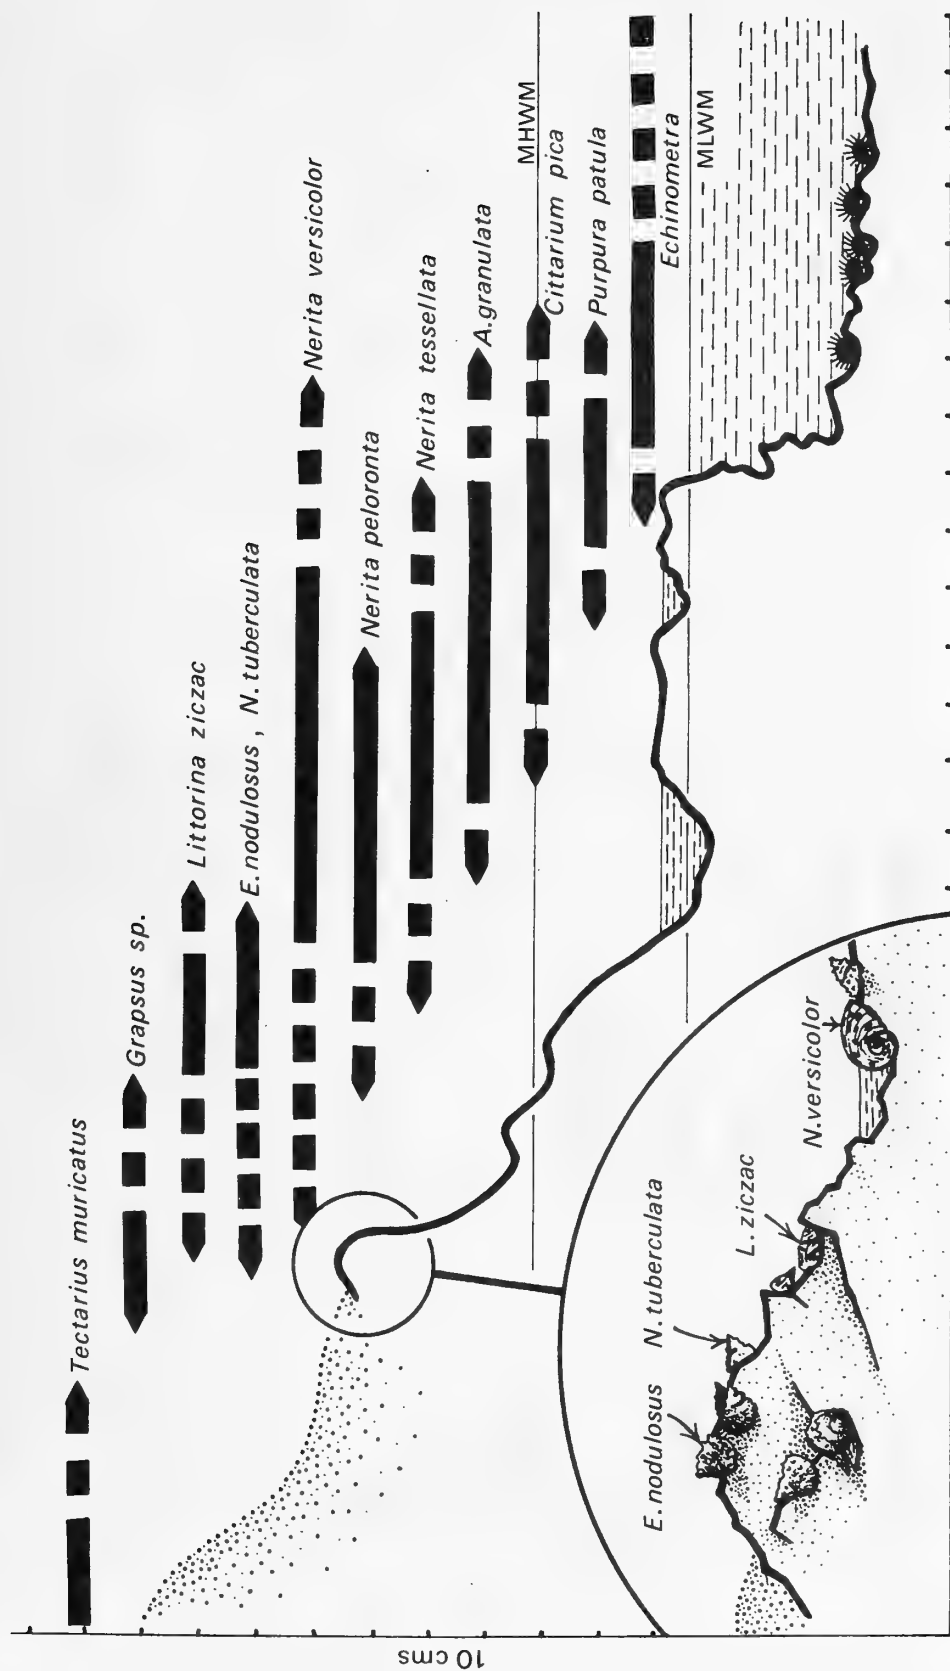 Tectarius muricatus
Grapsus sp.
Littorina ziczac
E. nodulosus, N. tuberculata
Nerita versicolor
Nerita peloronta
Nerita tessellata
A. granulata
MHWM
Cittarium pica
Purpura patula
Echinometra
MLWM
10 cms
E. nodulosus
N. tuberculata
L. ziczac
N. versicolor